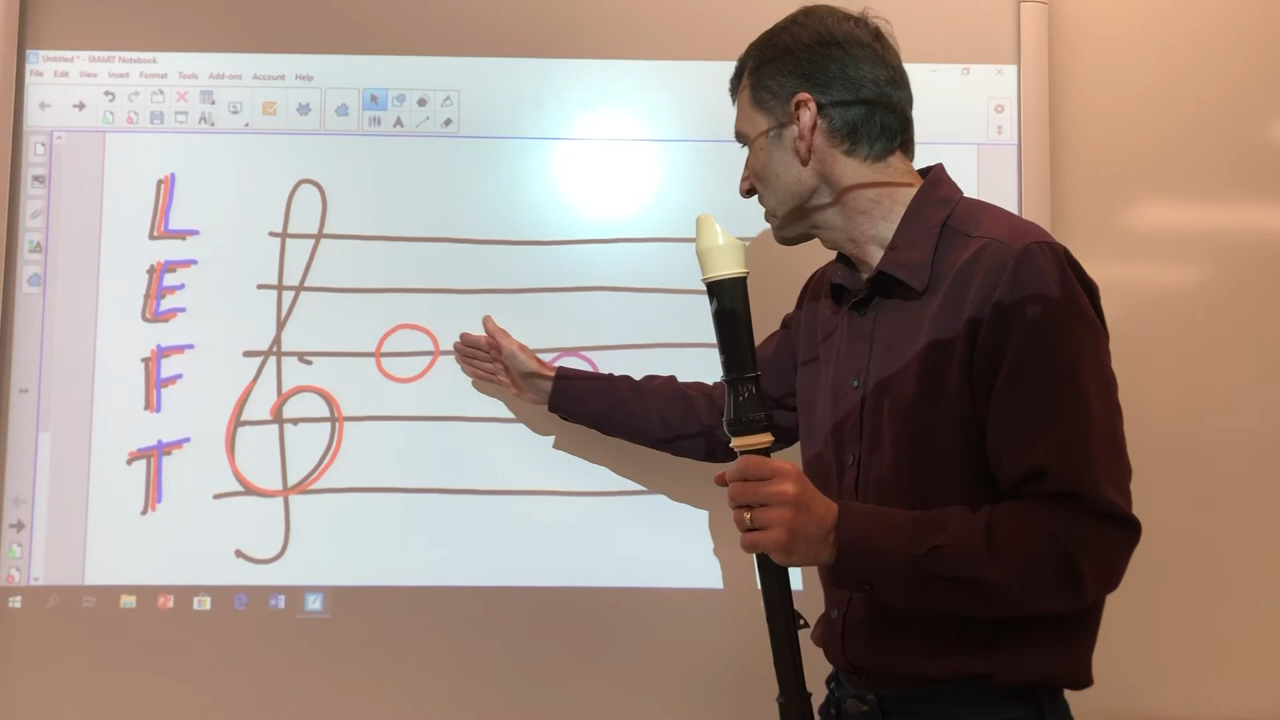 Untitled * - SMART Notebook
File Edit View Insert Format Tools Add-ons Account Help
L
E
F
T